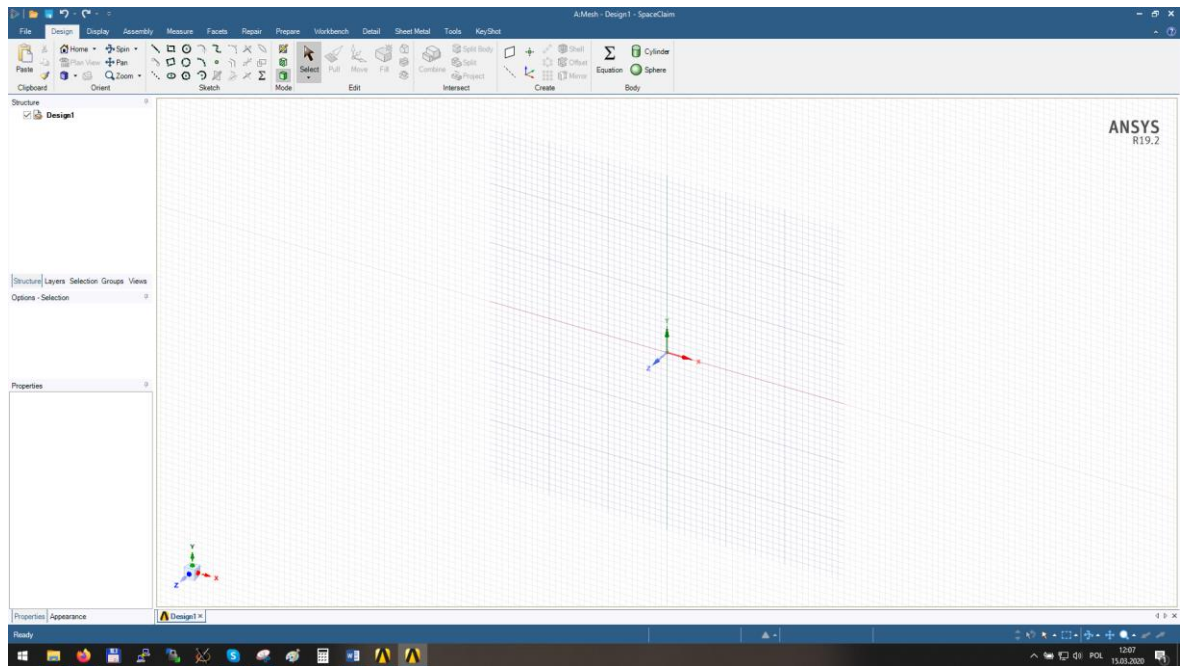 A:Mesh - Design1 - SpaceClaim
File Design Display Assembly Measure Facets Repair Prepare Workbench Detail Sheet Metal Tools KeyShot
Home Spin Shell Cylinder
Plan View Pan Split Body Split Offset
Paste Select Pull Move Fill Combine Equation Sphere
Zoom Project Mirror
Clipboard Orient Sketch Mode Edit Intersect Create Body
Structure
Design1
ANSYS
R19.2
Structure Layers Selection Groups Views
Options - Selection
Y
X
Z
Properties
Y
X
Z
Properties Appearance Design1
Ready
POL 12:07
15.03.2020